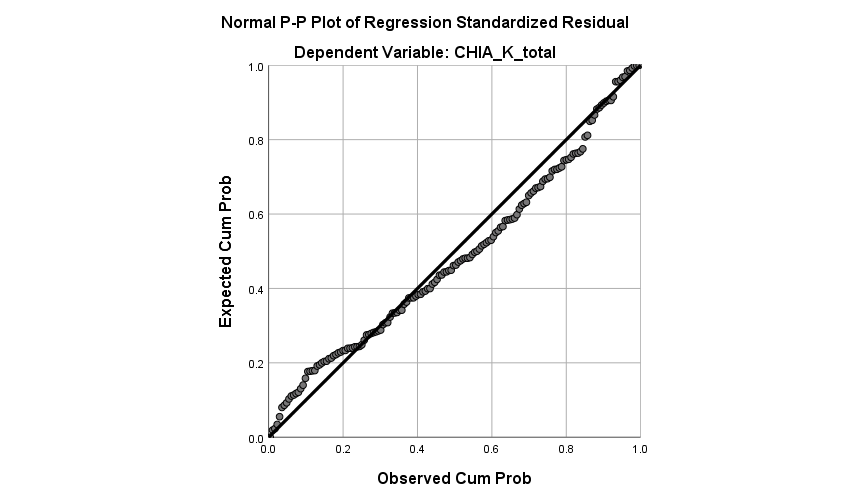 Normal P-P Plot of Regression Standardized Residual
Dependent Variable: CHIA_K_total
Expected Cum Prob
1.0
0.8
0.6
0.4
0.2
0.0
0.0 0.2 0.4 0.6 0.8 1.0
Observed Cum Prob